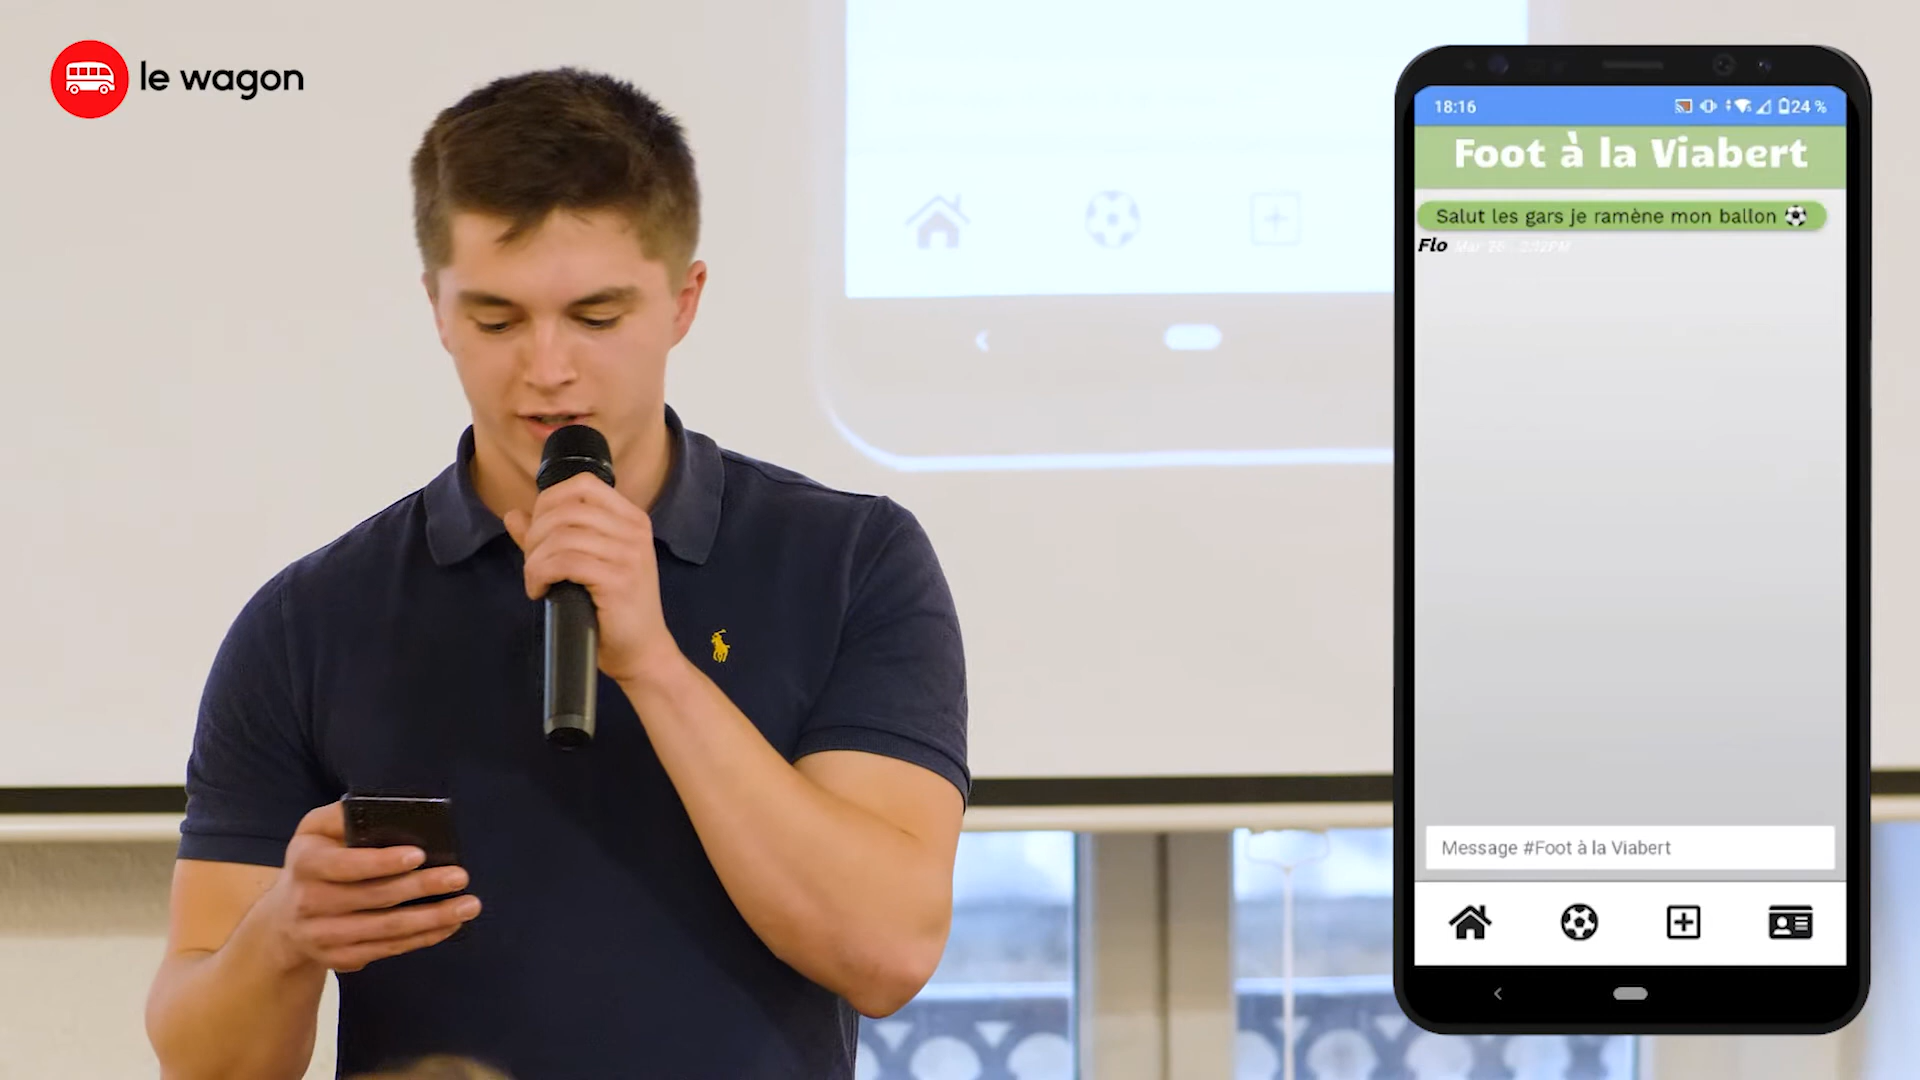 le wagon
18:16
24 %
Foot à la Viabert
Salut les gars je ramène mon ballon
Flo
Message #Foot à la Viabert